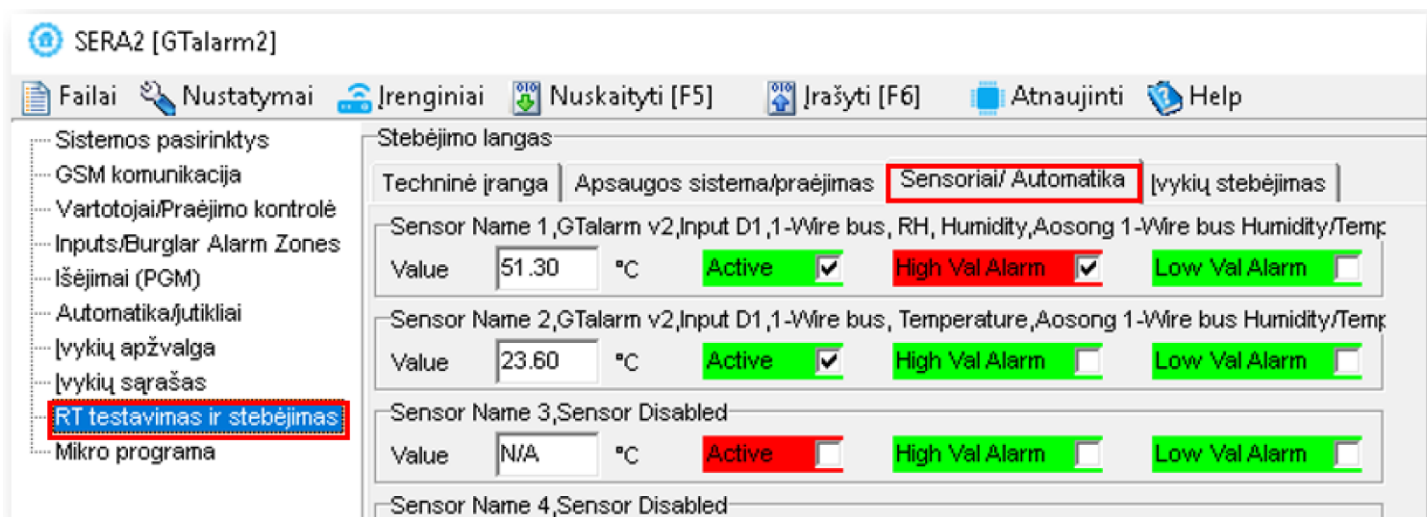 SERA2 [GTalarm2]
Failai Nustatymai Įrenginiai Nuskaityti [F5] Įrašyti [F6] Atnaujinti Help
Sistemos pasirinktys
GSM komunikacija
Vartotojai/Praėjimo kontrolė
Inputs/Burglar Alarm Zones
Išėjimai (PGM)
Automatika/jutikliai
Įvykių apžvalga
Įvykių sąrašas
RT testavimas ir stebėjimas
Mikro programa
Stebėjimo langas
Techninė įranga Apsaugos sistema/praėjimas Sensoriai/ Automatika Įvykių stebėjimas
Sensor Name 1,GTalarm v2,Input D1,1-Wire bus, RH, Humidity,Aosong 1-Wire bus Humidity/Temp
Value 51.30 °C Active High Val Alarm Low Val Alarm
Sensor Name 2,GTalarm v2,Input D1,1-Wire bus, Temperature,Aosong 1-Wire bus Humidity/Temp
Value 23.60 °C Active High Val Alarm Low Val Alarm
Sensor Name 3,Sensor Disabled
Value N/A °C Active High Val Alarm Low Val Alarm
Sensor Name 4,Sensor Disabled